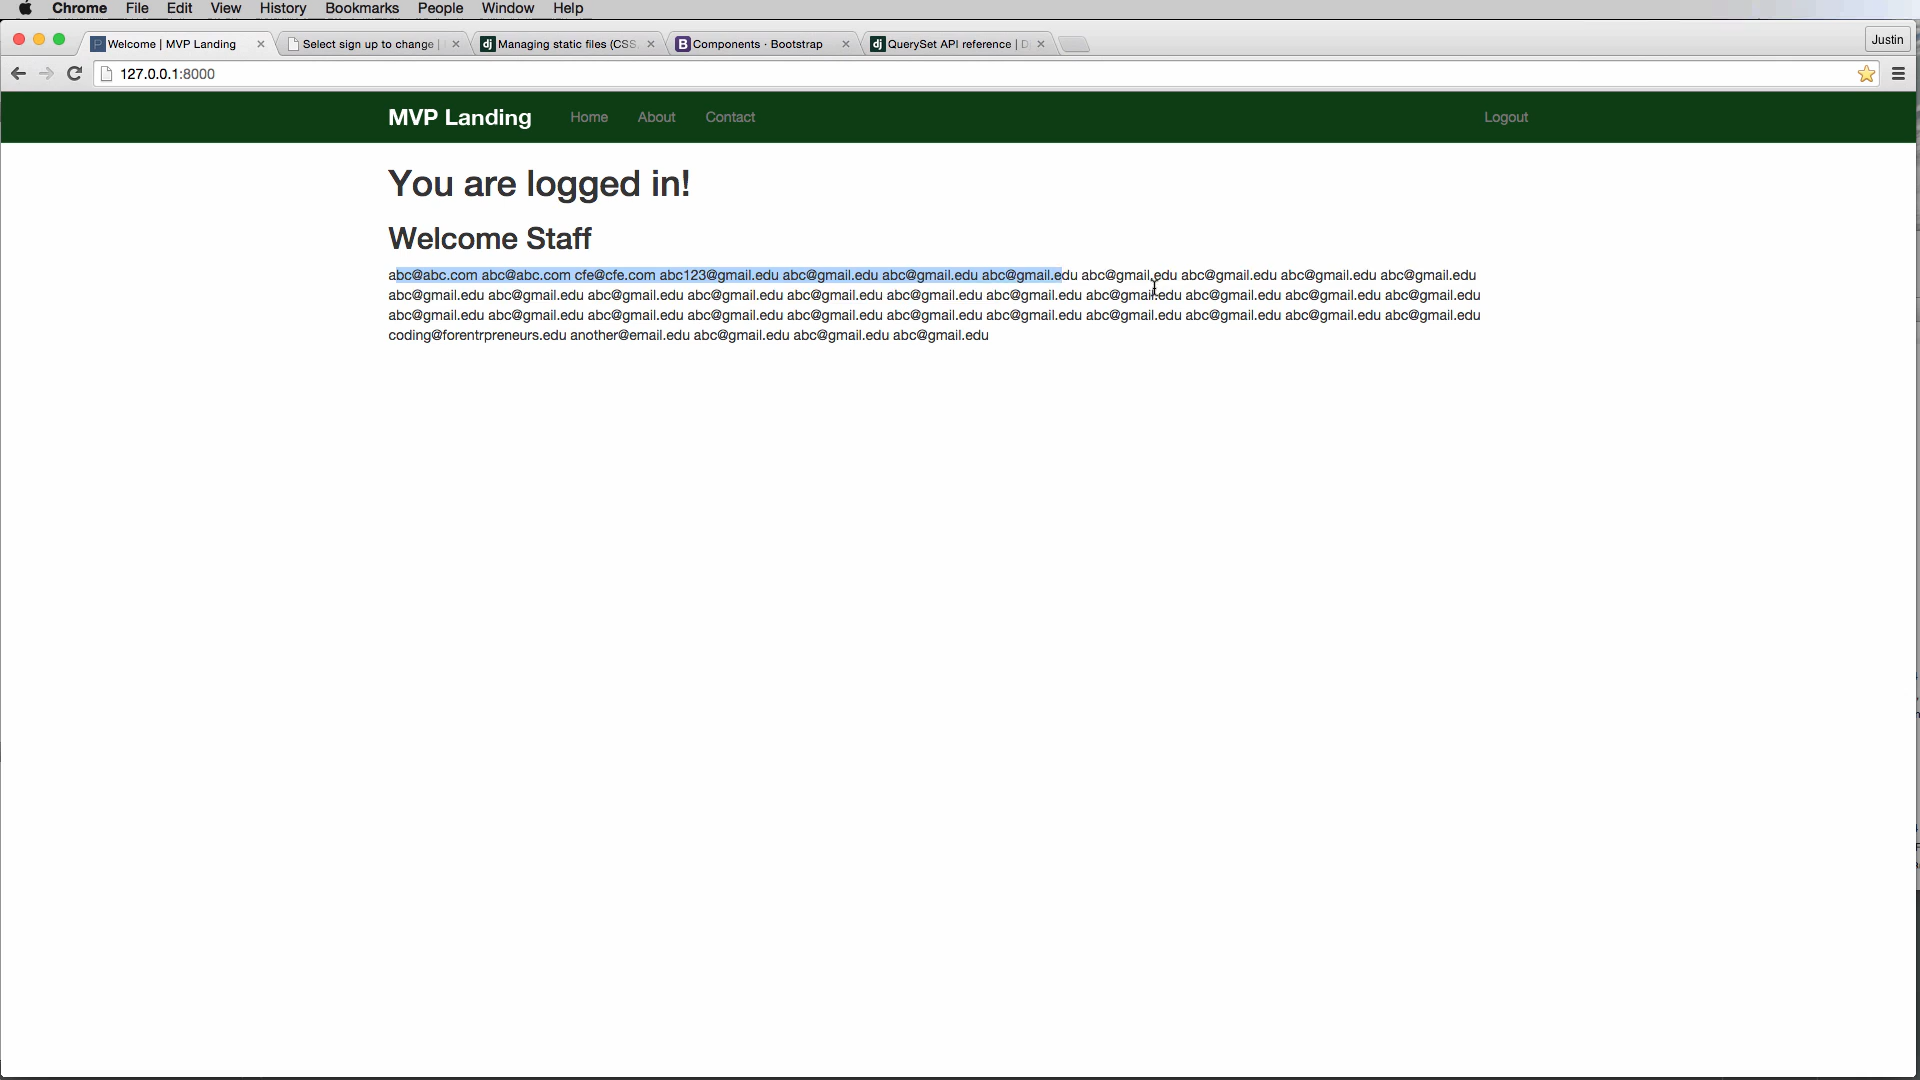 Chrome File Edit View History Bookmarks People Window Help
Welcome | MVP Landing Select sign up to change | Managing static files (CSS, Components · Bootstrap QuerySet API reference | D Justin
127.0.0.1:8000
MVP Landing Home About Contact Logout
You are logged in!
Welcome Staff
abc@abc.com abc@abc.com cfe@cfe.com abc123@gmail.edu abc@gmail.edu abc@gmail.edu abc@gmail.edu abc@gmail.edu abc@gmail.edu abc@gmail.edu abc@gmail.edu
abc@gmail.edu abc@gmail.edu abc@gmail.edu abc@gmail.edu abc@gmail.edu abc@gmail.edu abc@gmail.edu abc@gmail.edu abc@gmail.edu abc@gmail.edu abc@gmail.edu
abc@gmail.edu abc@gmail.edu abc@gmail.edu abc@gmail.edu abc@gmail.edu abc@gmail.edu abc@gmail.edu abc@gmail.edu abc@gmail.edu abc@gmail.edu abc@gmail.edu
coding@forentrpreneurs.edu another@email.edu abc@gmail.edu abc@gmail.edu abc@gmail.edu